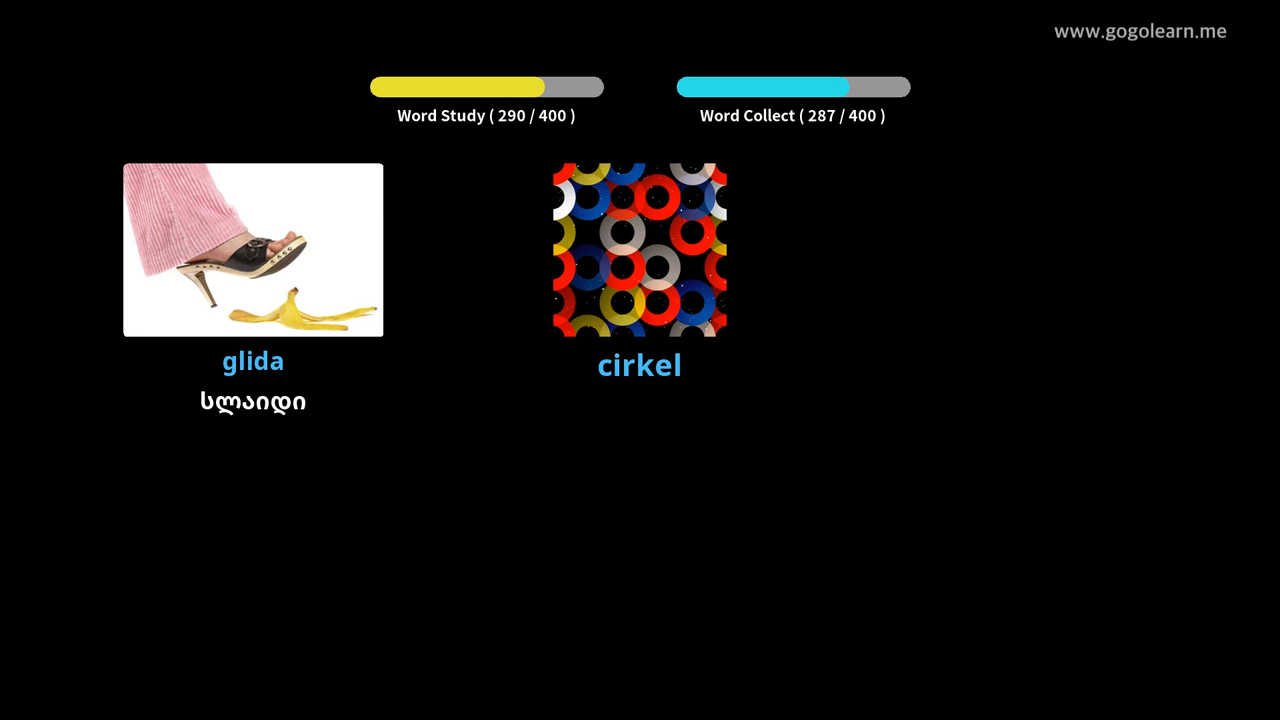 www.gogolearn.me
Word Study ( 290 / 400 )
Word Collect ( 287 / 400 )
glida
სლაიდი
cirkel